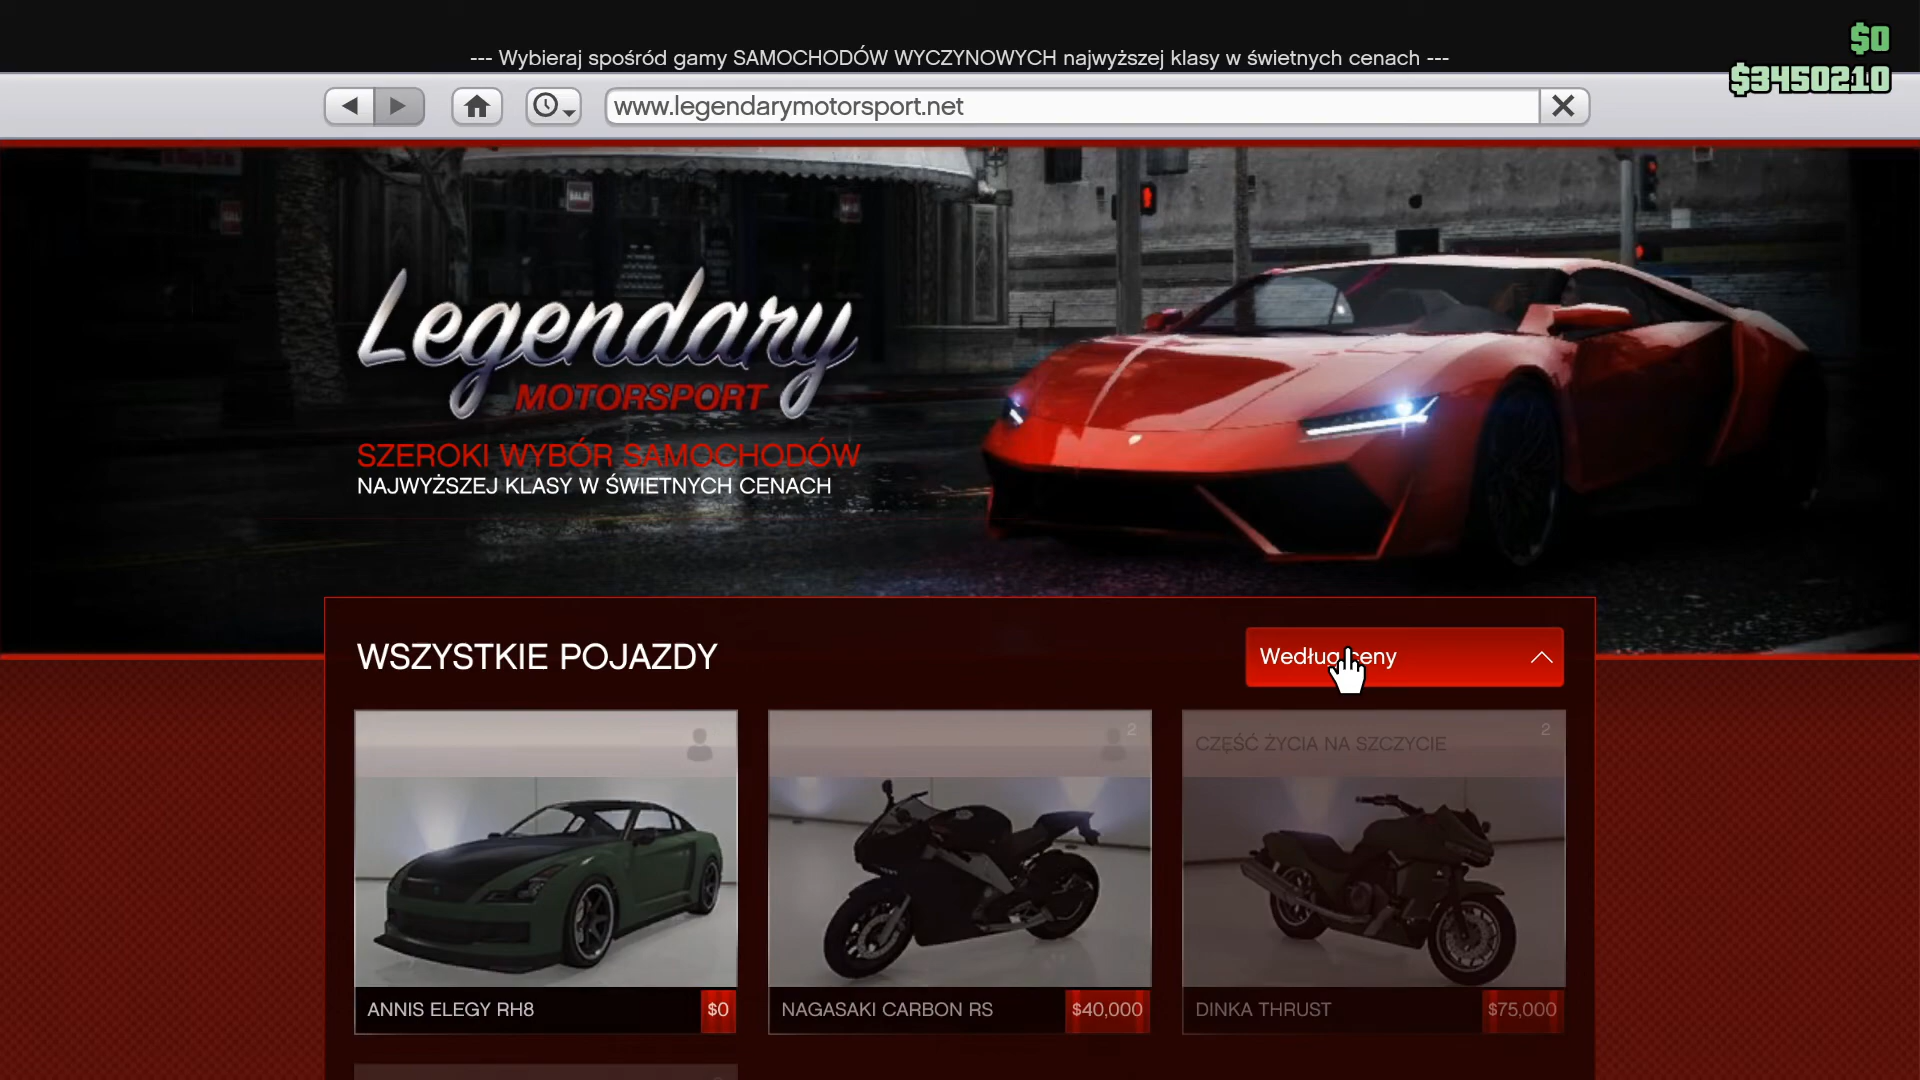 $0
--- Wybieraj spośród gamy SAMOCHODÓW WYCZYNOWYCH najwyższej klasy w świetnych cenach ---
$3450210
www.legendarymotorsport.net
Legendary
MOTORSPORT
SZEROKI WYBÓR SAMOCHODÓW
NAJWYŻSZEJ KLASY W ŚWIETNYCH CENACH
WSZYSTKIE POJAZDY
Według ceny
2
CZĘŚĆ ŻYCIA NA SZCZYCIE
2
ANNIS ELEGY RH8
$0
NAGASAKI CARBON RS
$40,000
DINKA THRUST
$75,000